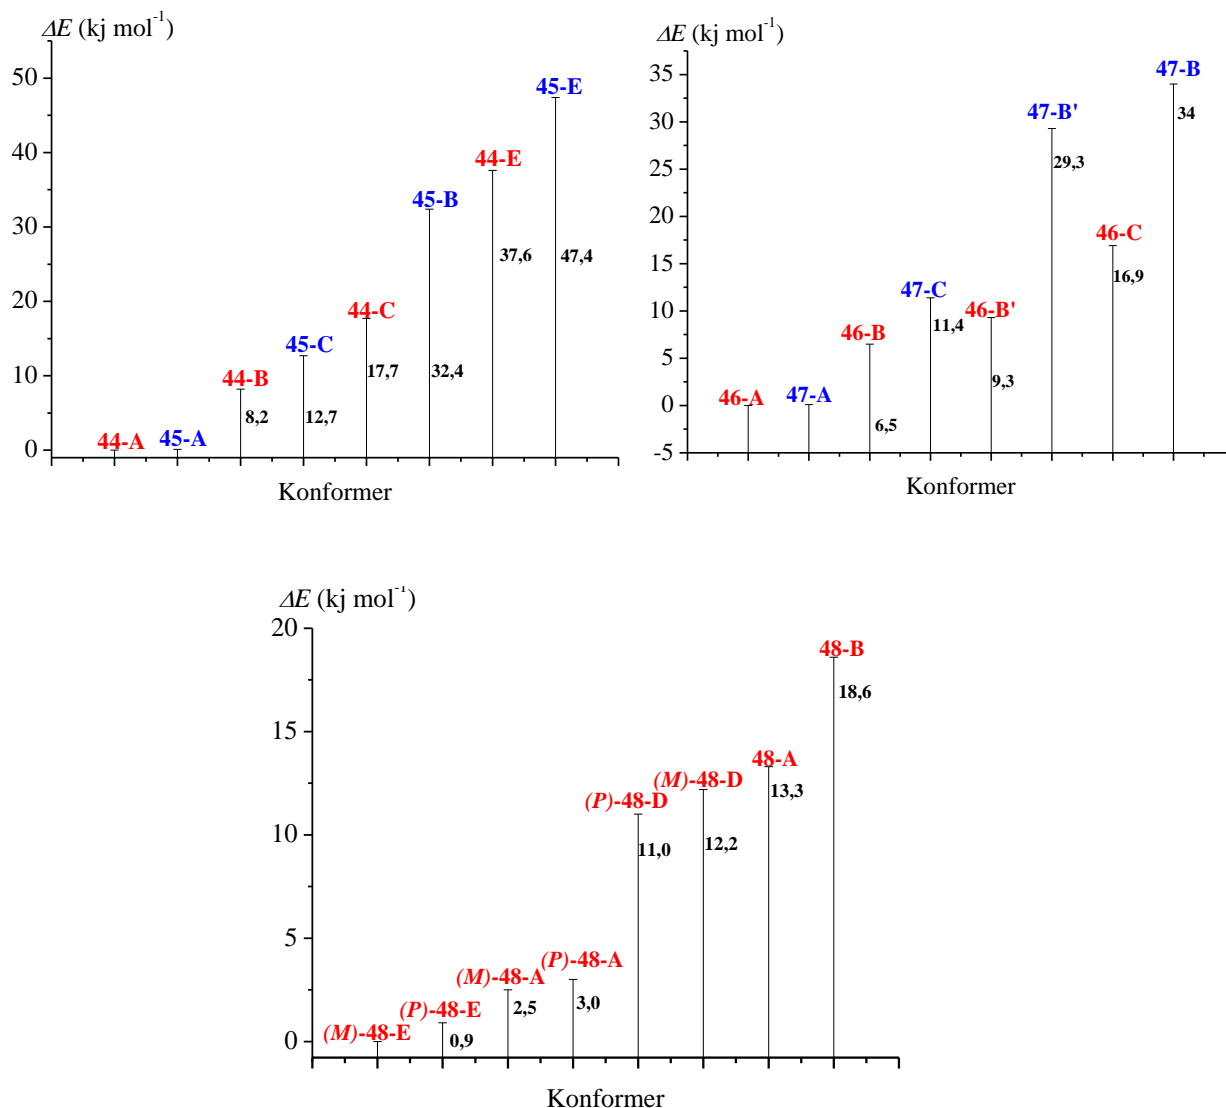 ΔE (kj mol⁻¹)
50
40
30
20
10
0
44-A
45-A
44-B
8,2
45-C
12,7
44-C
17,7
45-B
32,4
44-E
37,6
45-E
47,4
Konformer
ΔE (kj mol⁻¹)
35
30
25
20
15
10
5
0
-5
46-A
47-A
46-B
6,5
47-C
11,4
46-B'
9,3
47-B'
29,3
46-C
16,9
47-B
34
Konformer
ΔE (kj mol⁻¹)
20
15
10
5
0
(M)-48-E
(P)-48-E
0,9
(M)-48-A
2,5
(P)-48-A
3,0
(P)-48-D
11,0
(M)-48-D
12,2
48-A
13,3
48-B
18,6
Konformer